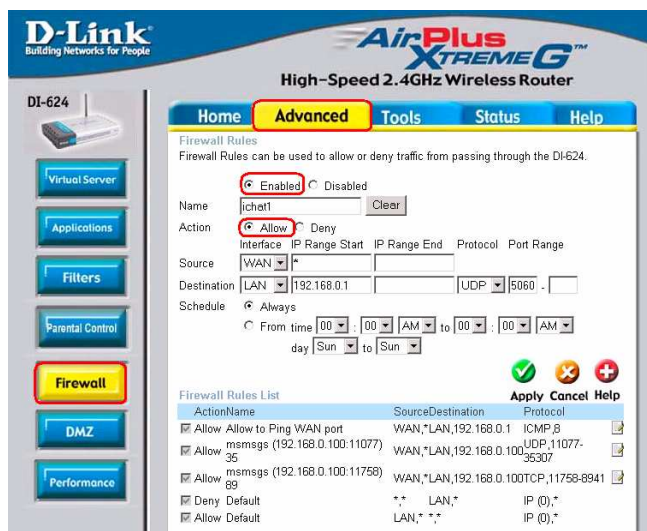 D-Link
Building Networks for People
AirPlus
XTREME G™
High-Speed 2.4GHz Wireless Router
DI-624
Home Advanced Tools Status Help
Virtual Server
Applications
Filters
Parental Control
Firewall
DMZ
Performance
Firewall Rules
Firewall Rules can be used to allow or deny traffic from passing through the DI-624.
Enabled Disabled
Name ichat1 Clear
Action Allow Deny
Interface IP Range Start IP Range End Protocol Port Range
Source WAN *
Destination LAN 192.168.0.1 UDP 5060 -
Schedule Always
From time 00 : 00 AM to 00 : 00 AM
day Sun to Sun
Apply Cancel Help
Firewall Rules List
Action Name Source Destination Protocol
Allow Allow to Ping WAN port WAN,* LAN,192.168.0.1 ICMP,8
Allow msmsgs (192.168.0.100:11077) 35 WAN,* LAN,192.168.0.100 UDP,11077-35307
Allow msmsgs (192.168.0.100:11758) 89 WAN,* LAN,192.168.0.100 TCP,11758-8941
Deny Default *,* LAN,* IP (0),*
Allow Default LAN,* *,* IP (0),*